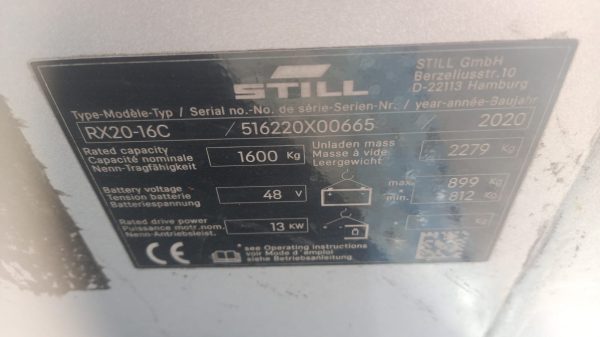 STILL
STILL GmbH
Berzeliusstr.10
D-22113 Hamburg
Type-Modèle-Typ / Serial no.-No. de série-Serien-Nr. / year-année-Baujahr
RX20-16C / 516220X00665 / 2020
Rated capacity
Capacité nominale
Nenn-Tragfähigkeit
1600 Kg
Unladen mass
Masse à vide
Leergewicht
2279 Kg
Battery voltage
Tension batterie
Batteriespannung
48 V
max. 899 Kg
min. 812 Kg
Rated drive power
Puissance motr.nom.
Nenn-Antriebsleist.
13 KW
Kg
CE
*see Operating instructions
voir Mode d'emploi
siehe Betriebsanleitung